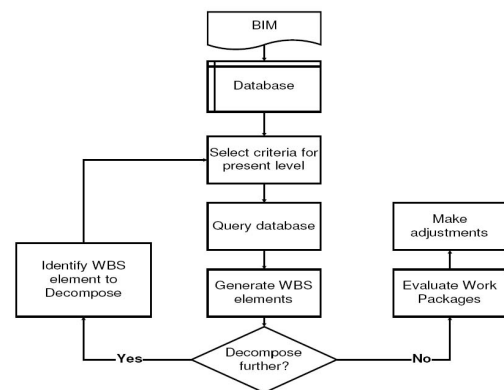 BIM
Database
Select criteria for
present level
Query database
Make
adjustments
Identify WBS
element to
Decompose
Generate WBS
elements
Evaluate Work
Packages
Yes
Decompose
further?
No